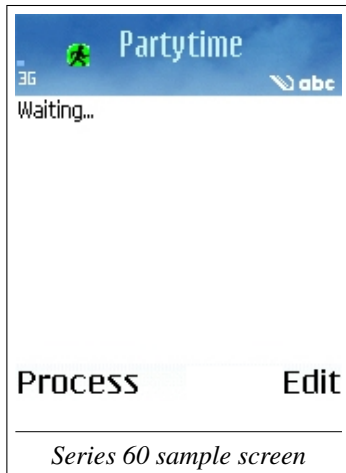 Partytime
3G
abc
Waiting...
Process Edit
Series 60 sample screen